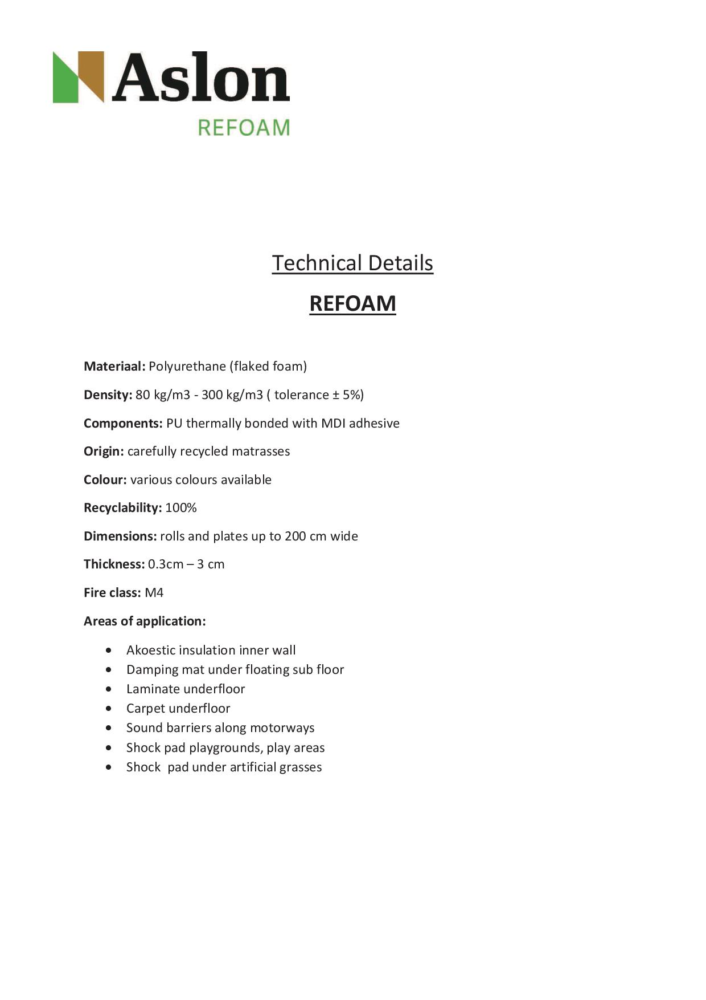 Aslon
REFOAM
Technical Details
REFOAM
Materiaal: Polyurethane (flaked foam)
Density: 80 kg/m3 - 300 kg/m3 ( tolerance ± 5%)
Components: PU thermally bonded with MDI adhesive
Origin: carefully recycled matrasses
Colour: various colours available
Recyclability: 100%
Dimensions: rolls and plates up to 200 cm wide
Thickness: 0.3cm – 3 cm
Fire class: M4
Areas of application:
• Akoestic insulation inner wall
• Damping mat under floating sub floor
• Laminate underfloor
• Carpet underfloor
• Sound barriers along motorways
• Shock pad playgrounds, play areas
• Shock  pad under artificial grasses